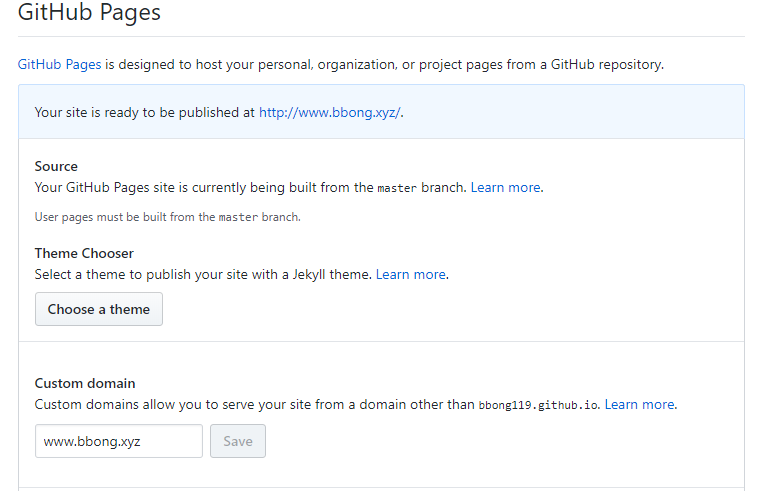 GitHub Pages
GitHub Pages is designed to host your personal, organization, or project pages from a GitHub repository.
Your site is ready to be published at http://www.bbong.xyz/.
Source
Your GitHub Pages site is currently being built from the master branch. Learn more.
User pages must be built from the master branch.
Theme Chooser
Select a theme to publish your site with a Jekyll theme. Learn more.
Choose a theme
Custom domain
Custom domains allow you to serve your site from a domain other than bbong119.github.io. Learn more.
www.bbong.xyz Save